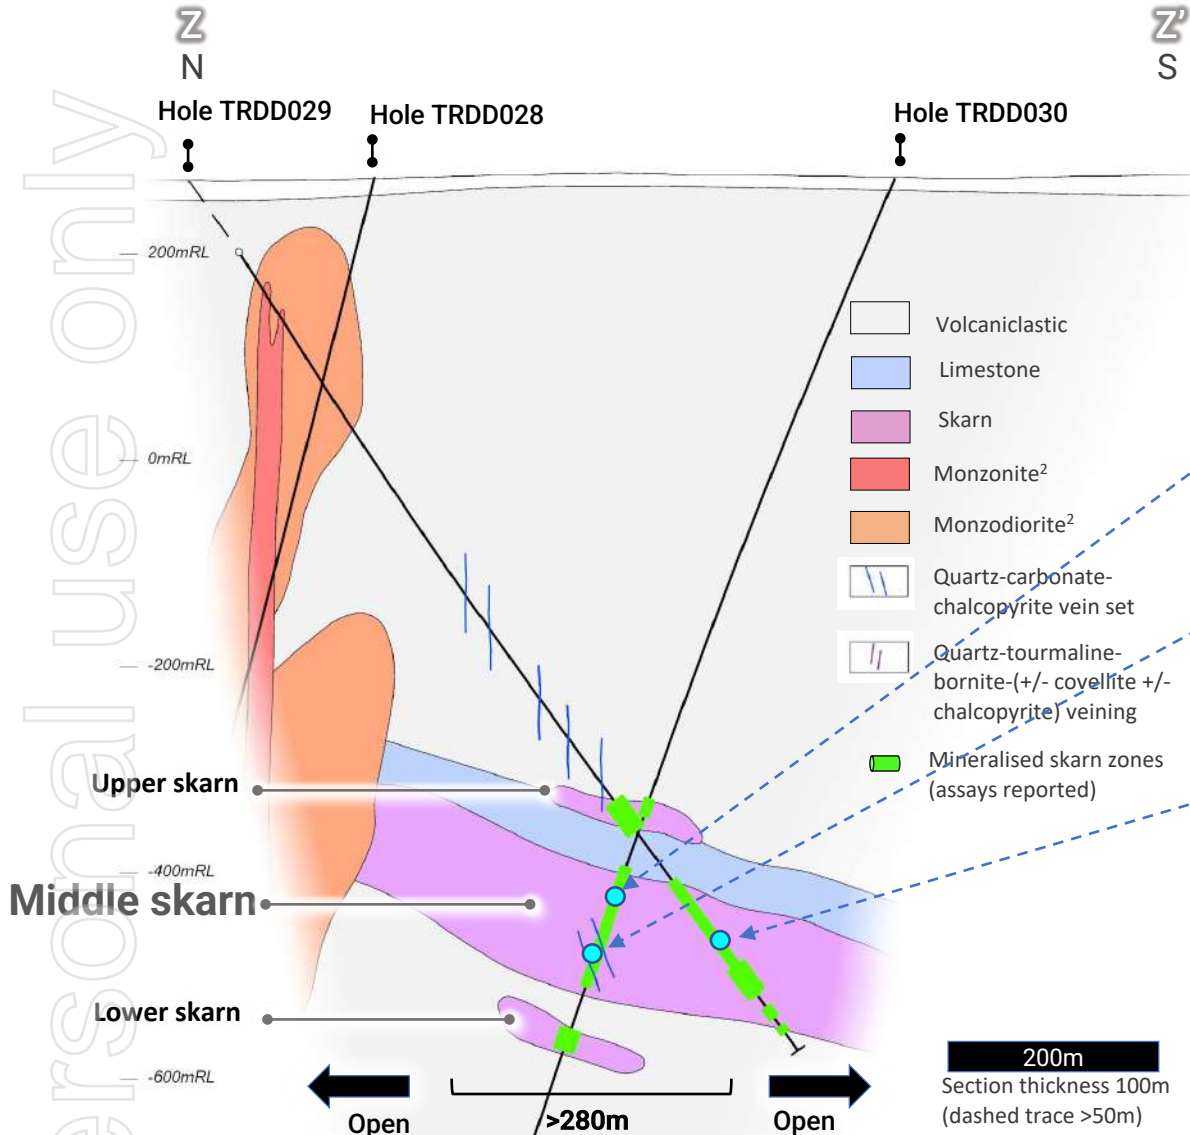 Z
Z'
N
S
Hole TRDD029
Hole TRDD028
Hole TRDD030
200mRL
0mRL
-200mRL
-400mRL
-600mRL
Volcaniclastic
Limestone
Skarn
Monzonite²
Monzodiorite²
Quartz-carbonate-
chalcopyrite vein set
Quartz-tourmaline-
bornite-(+/- covellite +/-
chalcopyrite) veining
Mineralised skarn zones
(assays reported)
Upper skarn
Middle skarn
Lower skarn
Open
>280m
Open
200m
Section thickness 100m
(dashed trace >50m)
ersonal use only